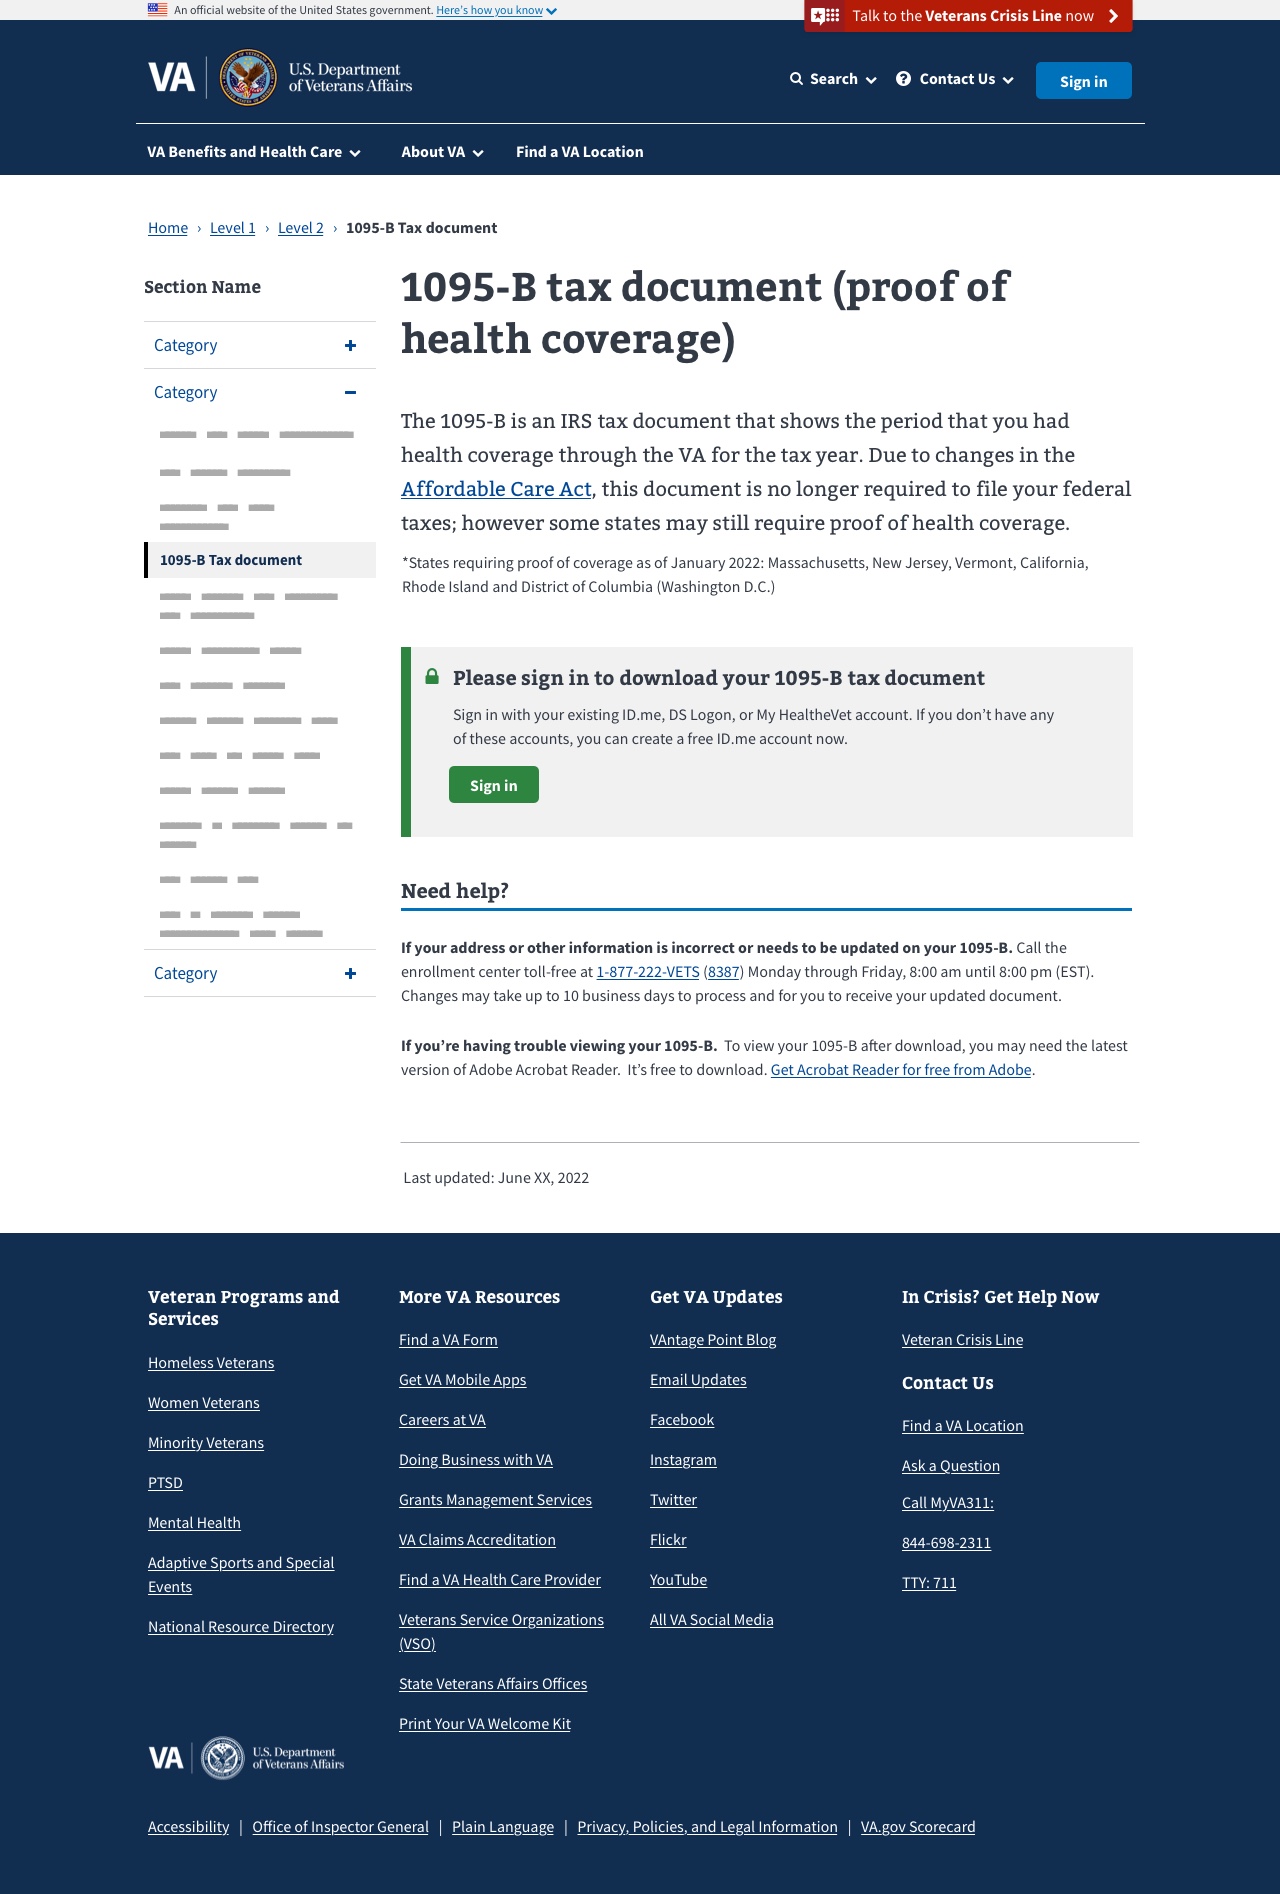 An official website of the United States government. Here's how you know
Talk to the Veterans Crisis Line now
VA
U.S. Department
of Veterans Affairs
Search
Contact Us
Sign in
VA Benefits and Health Care
About VA
Find a VA Location
Home › Level 1 › Level 2 › 1095-B Tax document
Section Name
Category
Category
1095-B Tax document
Category
1095-B tax document (proof of
health coverage)
The 1095-B is an IRS tax document that shows the period that you had
health coverage through the VA for the tax year. Due to changes in the
Affordable Care Act, this document is no longer required to file your federal
taxes; however some states may still require proof of health coverage.
*States requiring proof of coverage as of January 2022: Massachusetts, New Jersey, Vermont, California,
Rhode Island and District of Columbia (Washington D.C.)
Please sign in to download your 1095-B tax document
Sign in with your existing ID.me, DS Logon, or My HealtheVet account. If you don't have any
of these accounts, you can create a free ID.me account now.
Sign in
Need help?
If your address or other information is incorrect or needs to be updated on your 1095-B. Call the
enrollment center toll-free at 1-877-222-VETS (8387) Monday through Friday, 8:00 am until 8:00 pm (EST).
Changes may take up to 10 business days to process and for you to receive your updated document.
If you're having trouble viewing your 1095-B. To view your 1095-B after download, you may need the latest
version of Adobe Acrobat Reader. It's free to download. Get Acrobat Reader for free from Adobe.
Last updated: June XX, 2022
Veteran Programs and
Services
Homeless Veterans
Women Veterans
Minority Veterans
PTSD
Mental Health
Adaptive Sports and Special
Events
National Resource Directory
More VA Resources
Find a VA Form
Get VA Mobile Apps
Careers at VA
Doing Business with VA
Grants Management Services
VA Claims Accreditation
Find a VA Health Care Provider
Veterans Service Organizations
(VSO)
State Veterans Affairs Offices
Print Your VA Welcome Kit
Get VA Updates
VAntage Point Blog
Email Updates
Facebook
Instagram
Twitter
Flickr
YouTube
All VA Social Media
In Crisis? Get Help Now
Veteran Crisis Line
Contact Us
Find a VA Location
Ask a Question
Call MyVA311:
844-698-2311
TTY: 711
VA
U.S. Department
of Veterans Affairs
Accessibility | Office of Inspector General | Plain Language | Privacy, Policies, and Legal Information | VA.gov Scorecard